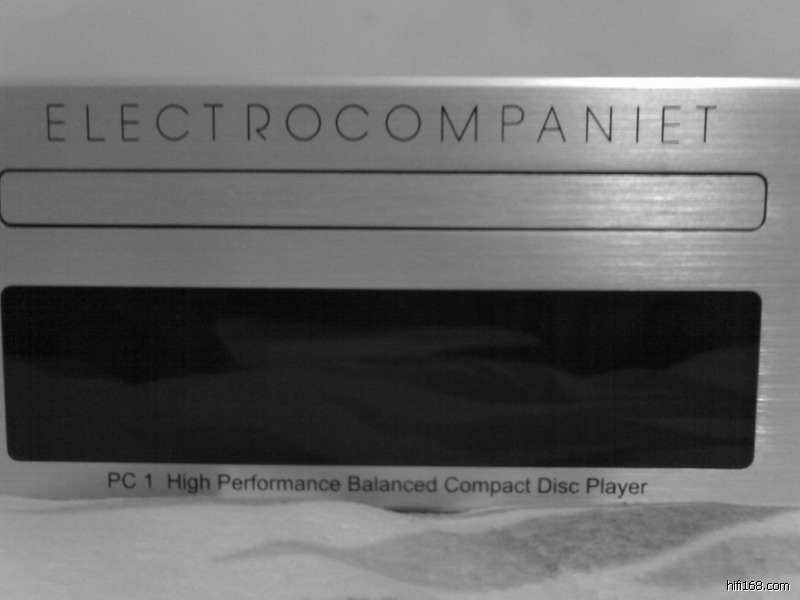 ELECTROCOMPANIET
PC 1 High Performance Balanced Compact Disc Player
hifi168.com